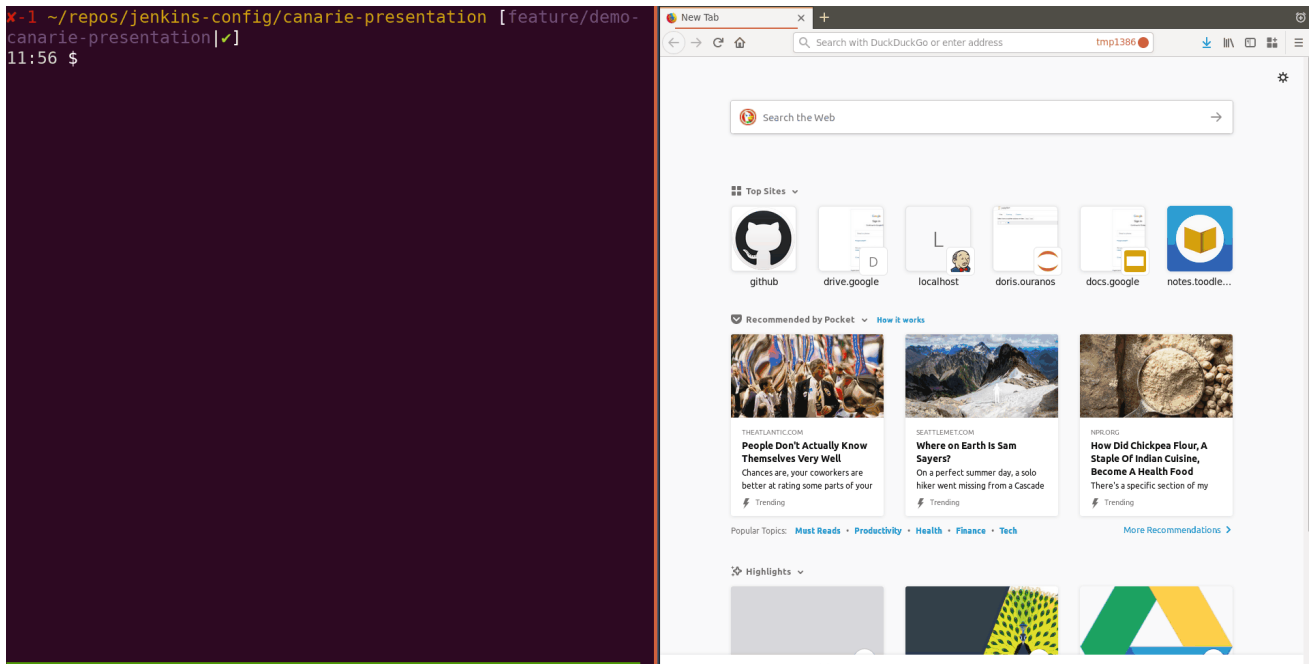 ✘-1 ~/repos/jenkins-config/canarie-presentation [feature/demo-
canarie-presentation|✔]
11:56 $
New Tab
Search with DuckDuckGo or enter address
tmp1386
Search the Web
Top Sites
L
D
github
drive.google
localhost
doris.ouranos
docs.google
notes.toodle...
Recommended by Pocket
How it works
THEATLANTIC.COM
People Don't Actually Know
Themselves Very Well
Chances are, your coworkers are
better at rating some parts of your
Trending
SEATTLEMET.COM
Where on Earth Is Sam
Sayers?
On a perfect summer day, a solo
hiker went missing from a Cascade
Trending
NPR.ORG
How Did Chickpea Flour, A
Staple Of Indian Cuisine,
Become A Health Food
There's a specific section of my
Trending
Popular Topics: Must Reads • Productivity • Health • Finance • Tech
More Recommendations
Highlights